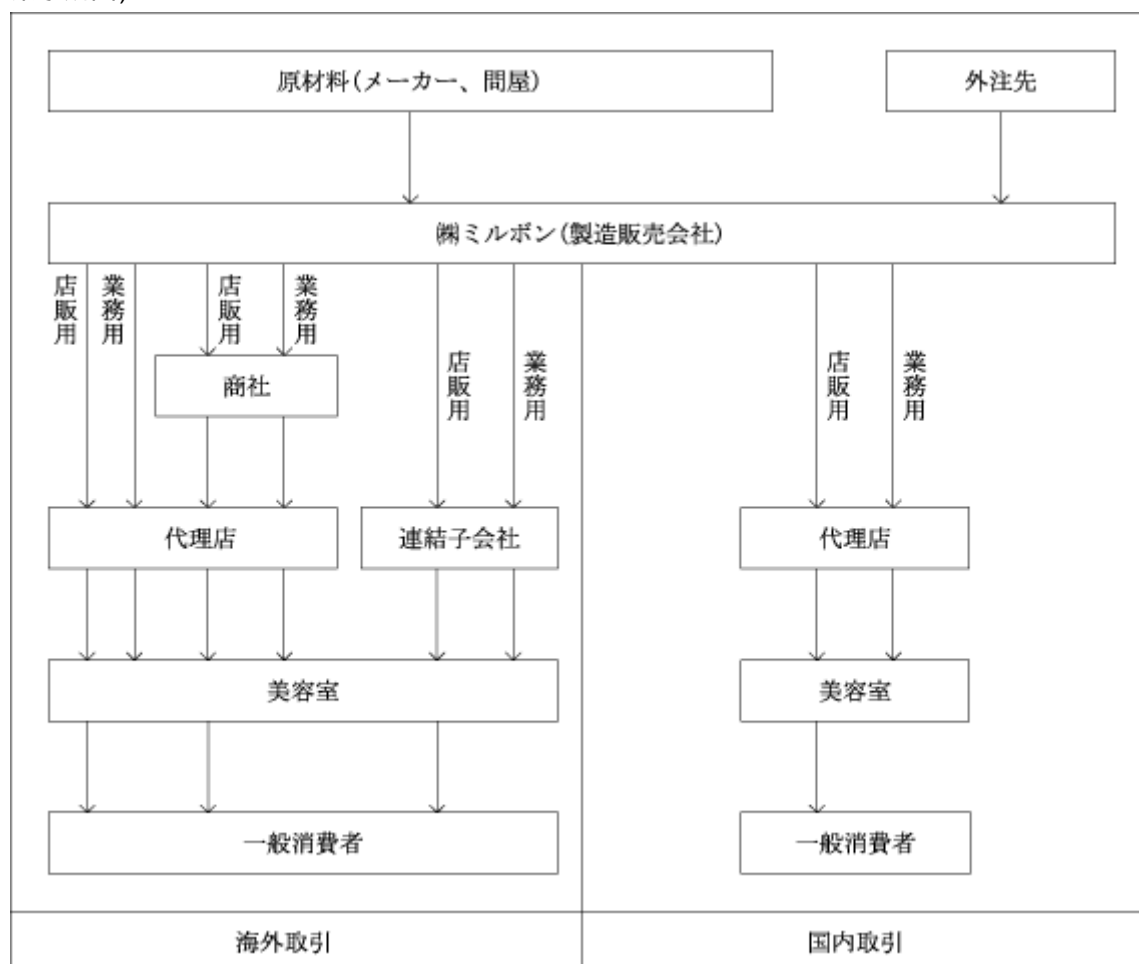 原材料(メーカー、問屋)
外注先
㈱ミルボン(製造販売会社)
店販用
業務用
店販用
業務用
店販用
業務用
店販用
業務用
商社
代理店
連結子会社
代理店
美容室
美容室
一般消費者
一般消費者
海外取引
国内取引